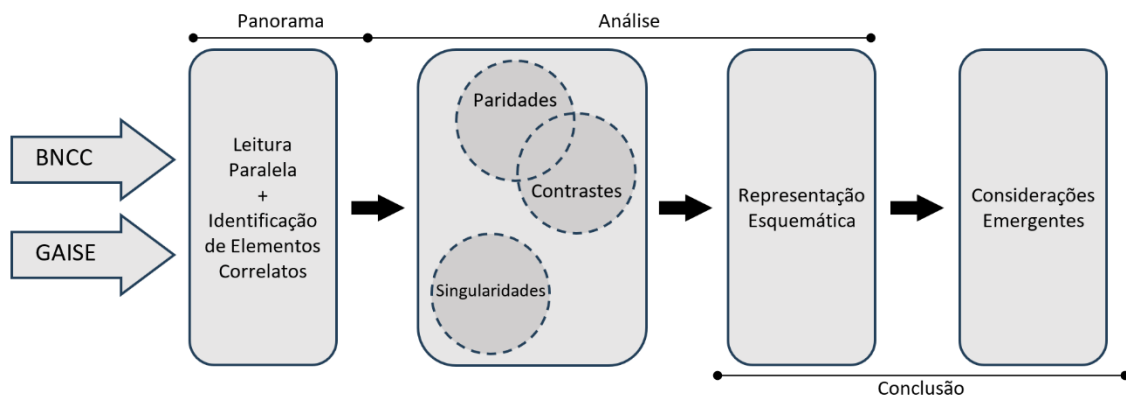 Panorama
Análise
BNCC
GAISE
Leitura
Paralela
+
Identificação
de Elementos
Correlatos
Paridades
Contrastes
Singularidades
Representação
Esquemática
Considerações
Emergentes
Conclusão